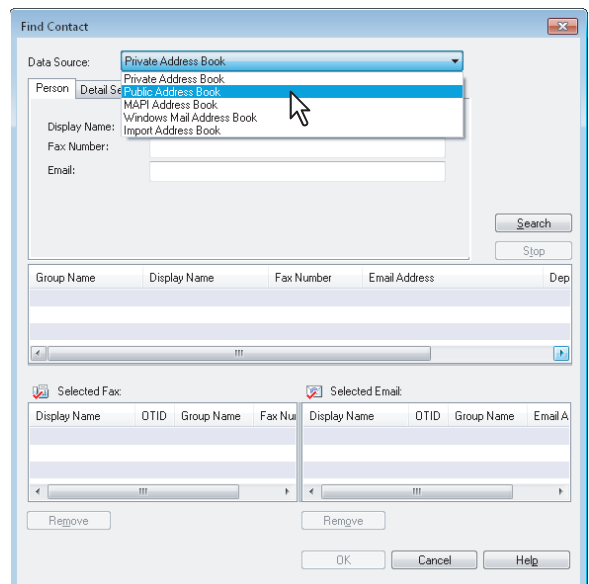 Find Contact
Data Source: Private Address Book
Private Address Book
Public Address Book
MAPI Address Book
Windows Mail Address Book
Import Address Book
Person Detail Se
Display Name:
Fax Number:
Email:
Search
Stop
Group Name Display Name Fax Number Email Address Dep
Selected Fax: Selected Email:
Display Name OTID Group Name Fax Nu Display Name OTID Group Name Email A
Remove Remove
OK Cancel Help